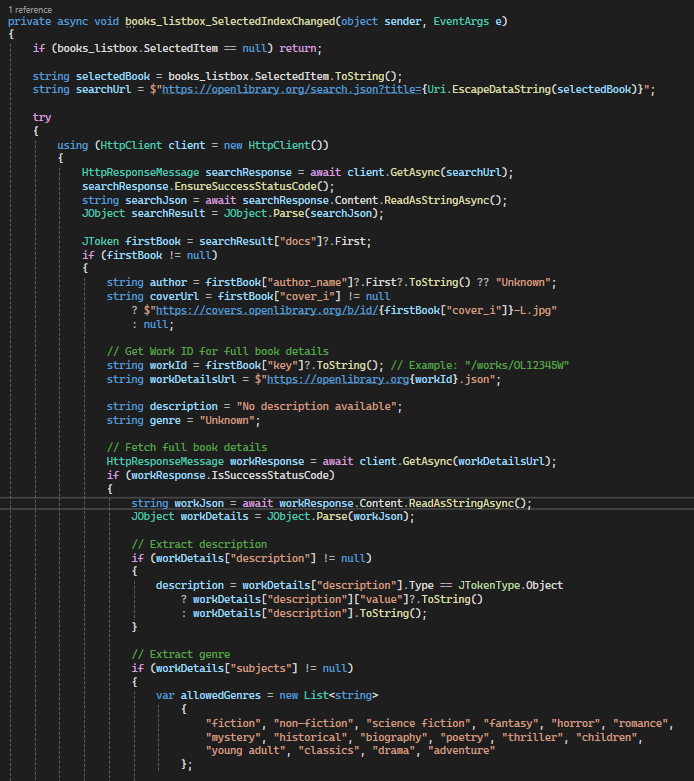 1 reference
private async void books_listbox_SelectedIndexChanged(object sender, EventArgs e)
{
if (books_listbox.SelectedItem == null) return;
string selectedBook = books_listbox.SelectedItem.ToString();
string searchUrl = $"https://openlibrary.org/search.json?title={Uri.EscapeDataString(selectedBook)}";
try
{
using (HttpClient client = new HttpClient())
{
HttpResponseMessage searchResponse = await client.GetAsync(searchUrl);
searchResponse.EnsureSuccessStatusCode();
string searchJson = await searchResponse.Content.ReadAsStringAsync();
JObject searchResult = JObject.Parse(searchJson);
JToken firstBook = searchResult["docs"]?.First;
if (firstBook != null)
{
string author = firstBook["author_name"]?.First?.ToString() ?? "Unknown";
string coverUrl = firstBook["cover_i"] != null
? $"https://covers.openlibrary.org/b/id/{firstBook["cover_i"]}-L.jpg"
: null;
// Get Work ID for full book details
string workId = firstBook["key"]?.ToString(); // Example: "/works/OL12345W"
string workDetailsUrl = $"https://openlibrary.org{workId}.json";
string description = "No description available";
string genre = "Unknown";
// Fetch full book details
HttpResponseMessage workResponse = await client.GetAsync(workDetailsUrl);
if (workResponse.IsSuccessStatusCode)
{
string workJson = await workResponse.Content.ReadAsStringAsync();
JObject workDetails = JObject.Parse(workJson);
// Extract description
if (workDetails["description"] != null)
{
description = workDetails["description"].Type == JTokenType.Object
? workDetails["description"]["value"]?.ToString()
: workDetails["description"].ToString();
}
// Extract genre
if (workDetails["subjects"] != null)
{
var allowedGenres = new List<string>
{
"fiction", "non-fiction", "science fiction", "fantasy", "horror", "romance",
"mystery", "historical", "biography", "poetry", "thriller", "children",
"young adult", "classics", "drama", "adventure"
};